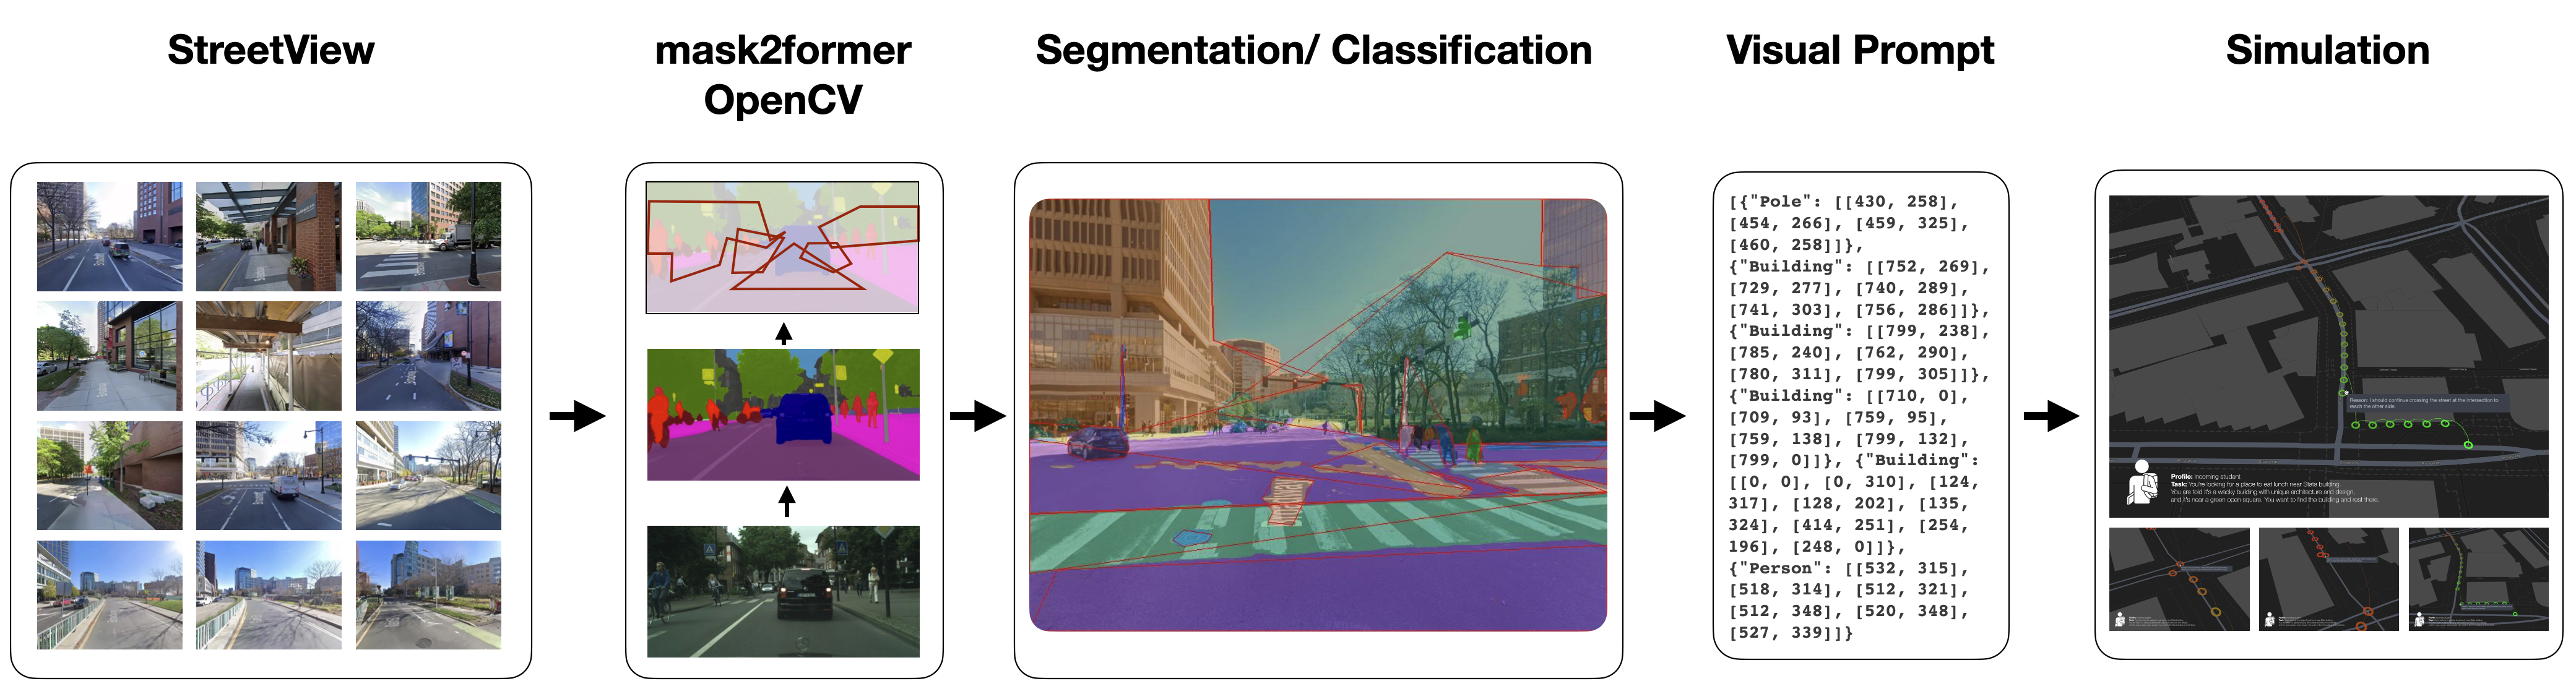 StreetView
mask2former
OpenCV
Segmentation/ Classification
Visual Prompt
Simulation
[{"Pole": [[430, 258],
[454, 266], [459, 325],
[460, 258]]},
{"Building": [[752, 269],
[729, 277], [740, 289],
[741, 303], [756, 286]]},
{"Building": [[799, 238],
[785, 240], [762, 290],
[780, 311], [799, 305]]},
{"Building": [[710, 0],
[709, 93], [759, 95],
[759, 138], [799, 132],
[799, 0]]}, {"Building":
[[0, 0], [0, 310], [124,
317], [128, 202], [135,
324], [414, 251], [254,
196], [248, 0]]},
{"Person": [[532, 315],
[518, 314], [512, 321],
[512, 348], [520, 348],
[527, 339]]}
Reason: I should continue crossing the street at the intersection to
reach the other side.
Profile: Incoming student
Task: You're looking for a place to eat lunch near Stata building.
You are told it's a wacky building with unique architecture and design,
and it's near a green open square. You want to find the building and rest there.